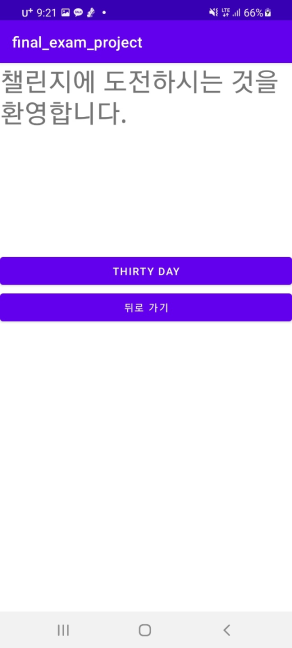 U+ 9:21 LTE 66%
final_exam_project
챌린지에 도전하시는 것을
환영합니다.
THIRTY DAY
뒤로 가기